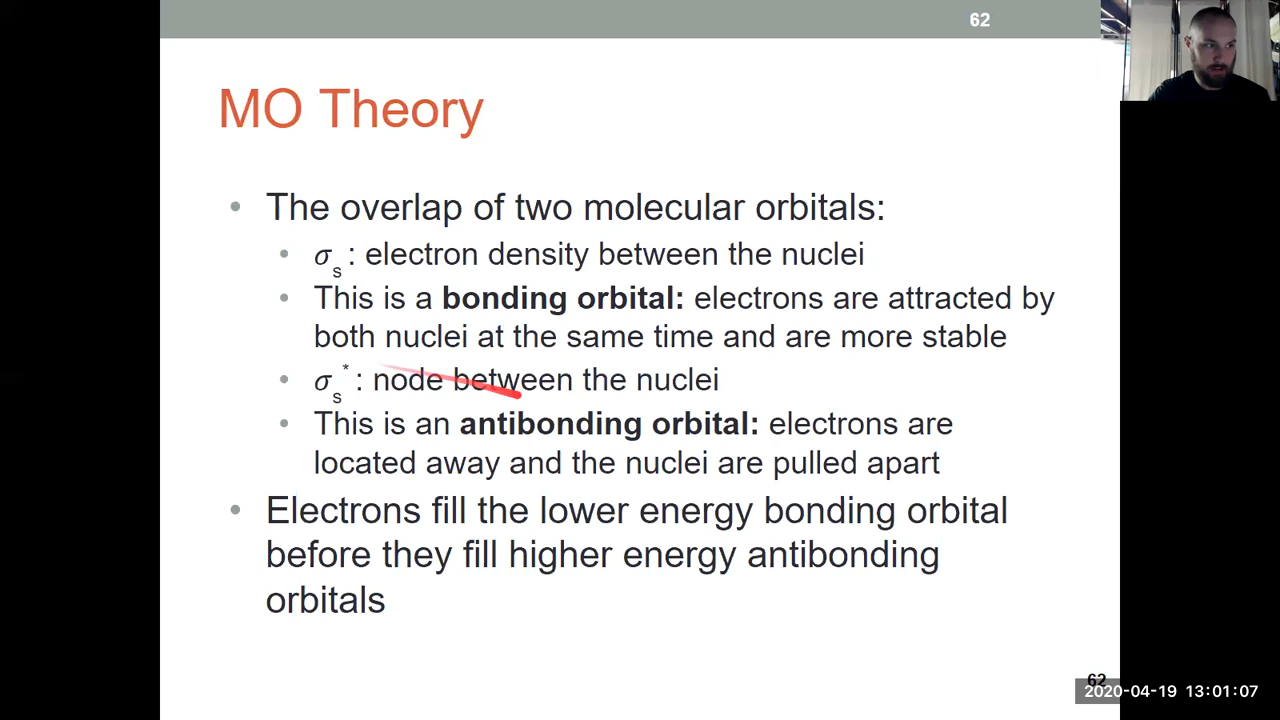 62
MO Theory
• The overlap of two molecular orbitals:
• σs : electron density between the nuclei
• This is a bonding orbital: electrons are attracted by
both nuclei at the same time and are more stable
• σs* : node between the nuclei
• This is an antibonding orbital: electrons are
located away and the nuclei are pulled apart
• Electrons fill the lower energy bonding orbital
before they fill higher energy antibonding
orbitals
62
2020-04-19 13:01:07